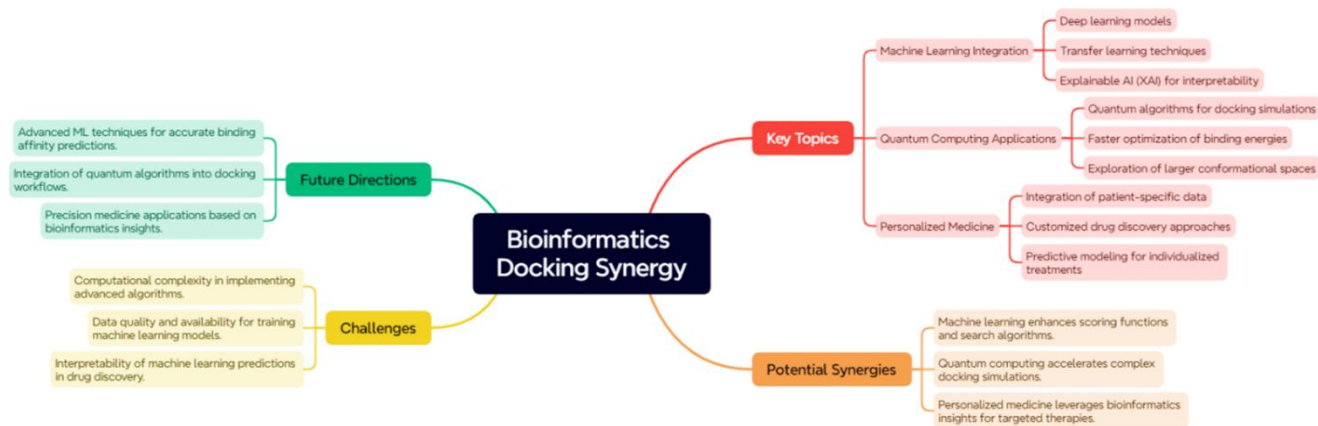 Bioinformatics
Docking Synergy
Key Topics
Machine Learning Integration
Deep learning models
Transfer learning techniques
Explainable AI (XAI) for interpretability
Quantum Computing Applications
Quantum algorithms for docking simulations
Faster optimization of binding energies
Exploration of larger conformational spaces
Personalized Medicine
Integration of patient-specific data
Customized drug discovery approaches
Predictive modeling for individualized
treatments
Potential Synergies
Machine learning enhances scoring functions
and search algorithms.
Quantum computing accelerates complex
docking simulations.
Personalized medicine leverages bioinformatics
insights for targeted therapies.
Future Directions
Advanced ML techniques for accurate binding
affinity predictions.
Integration of quantum algorithms into docking
workflows.
Precision medicine applications based on
bioinformatics insights.
Challenges
Computational complexity in implementing
advanced algorithms.
Data quality and availability for training
machine learning models.
Interpretability of machine learning predictions
in drug discovery.